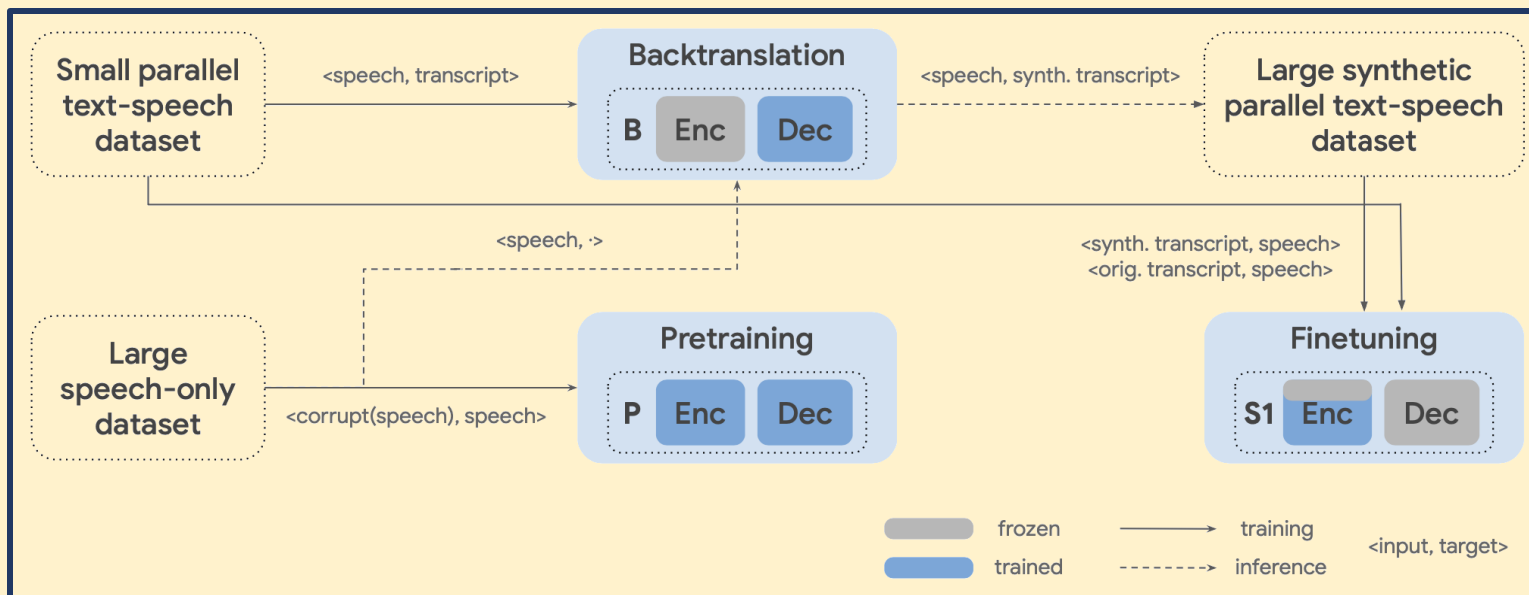 Small parallel
text-speech
dataset
<speech, transcript>
Backtranslation
B Enc Dec
<speech, synth. transcript>
Large synthetic
parallel text-speech
dataset
<speech, ·>
<synth. transcript, speech>
<orig. transcript, speech>
Large
speech-only
dataset
<corrupt(speech), speech>
Pretraining
P Enc Dec
Finetuning
S1 Enc Dec
frozen
training
trained
inference
<input, target>